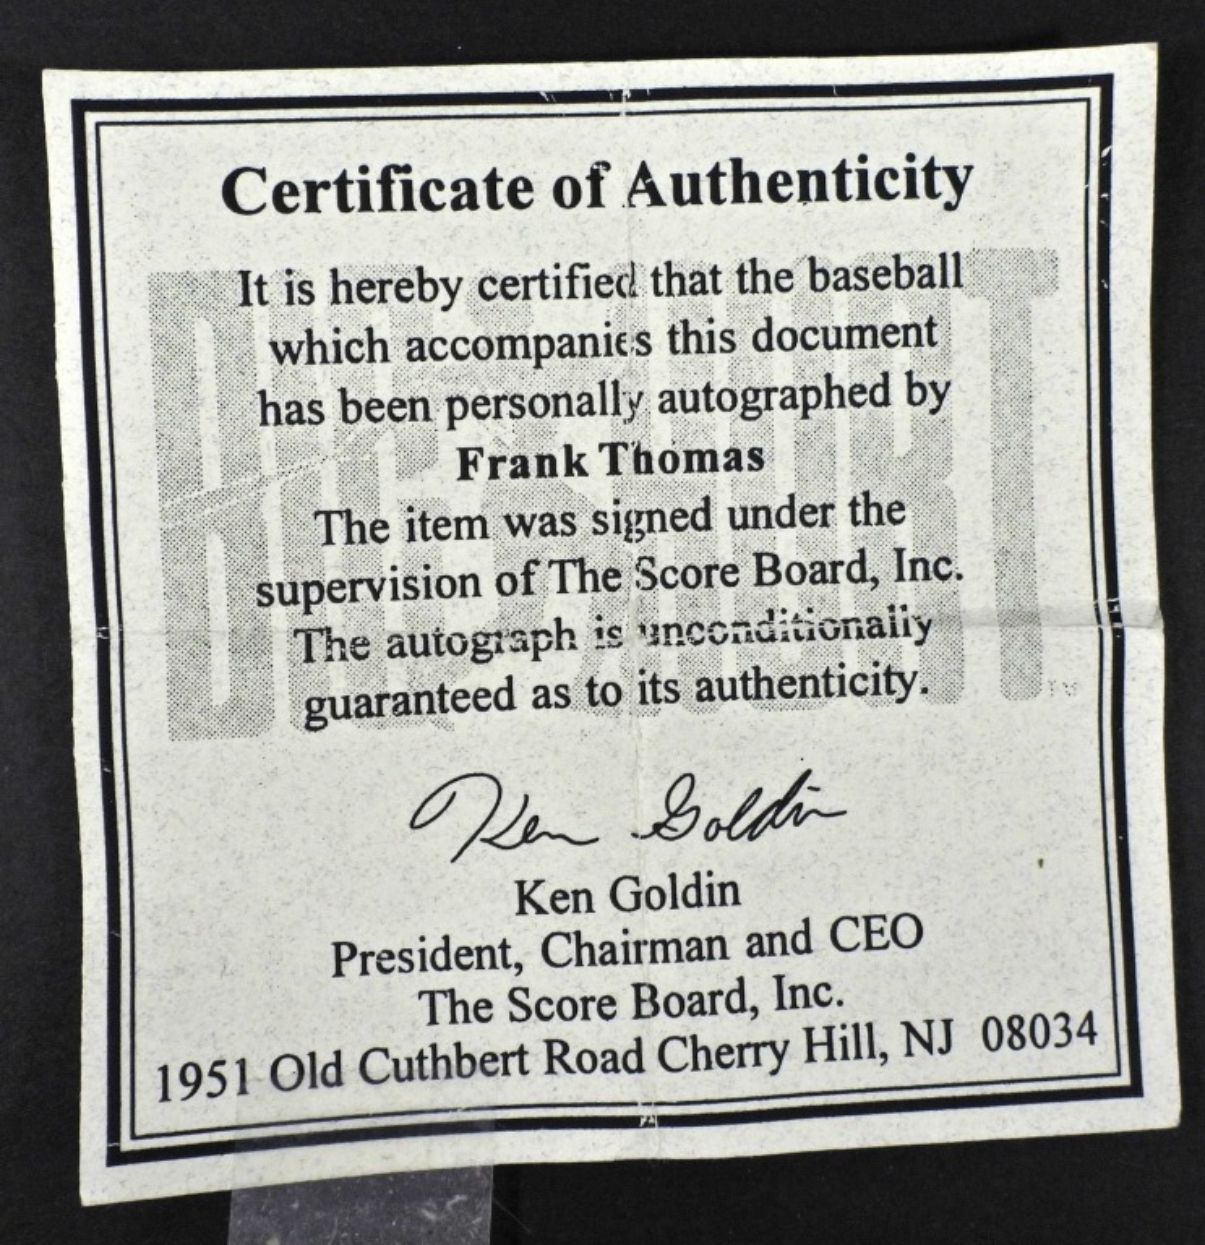 Certificate of Authenticity
BIG HURT
It is hereby certified that the baseball
which accompanies this document
has been personally autographed by
Frank Thomas
The item was signed under the
supervision of The Score Board, Inc.
The autograph is unconditionally
guaranteed as to its authenticity.
TM
Ken Goldin
Ken Goldin
President, Chairman and CEO
The Score Board, Inc.
1951 Old Cuthbert Road Cherry Hill, NJ 08034